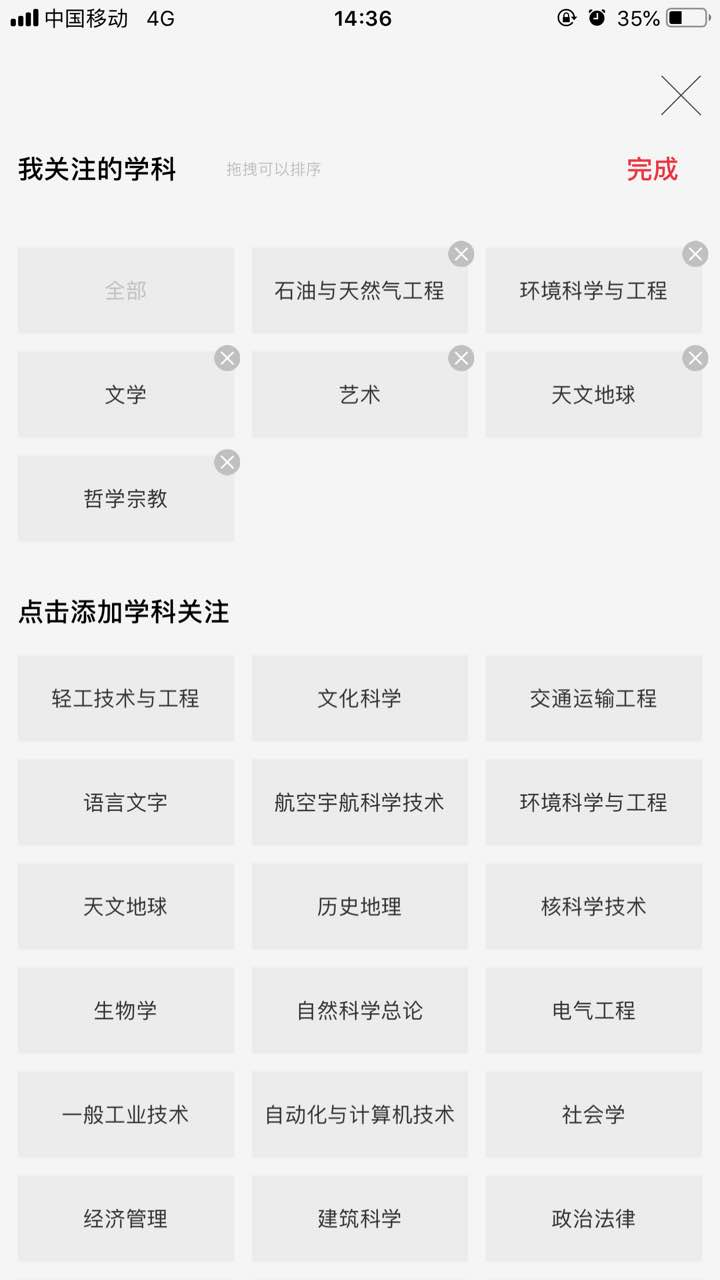 中国移动 4G 14:36 35%
我关注的学科 拖拽可以排序 完成
全部 石油与天然气工程 环境科学与工程
文学 艺术 天文地球
哲学宗教
点击添加学科关注
轻工技术与工程 文化科学 交通运输工程
语言文字 航空宇航科学技术 环境科学与工程
天文地球 历史地理 核科学技术
生物学 自然科学总论 电气工程
一般工业技术 自动化与计算机技术 社会学
经济管理 建筑科学 政治法律